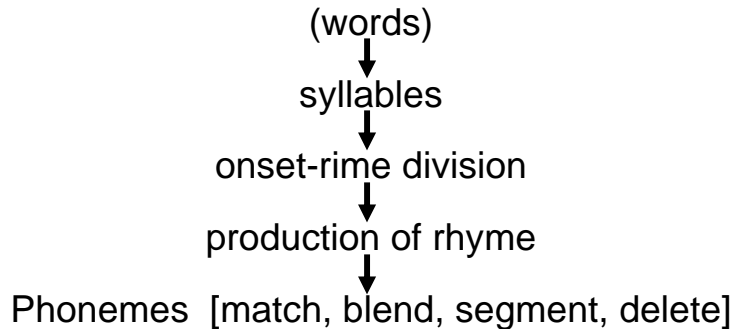 (words)
syllables
onset-rime division
production of rhyme
Phonemes [match, blend, segment, delete]